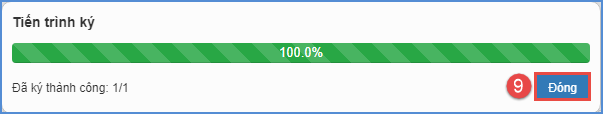 Tiến trình ký
100.0%
Đã ký thành công: 1/1
9 Đóng